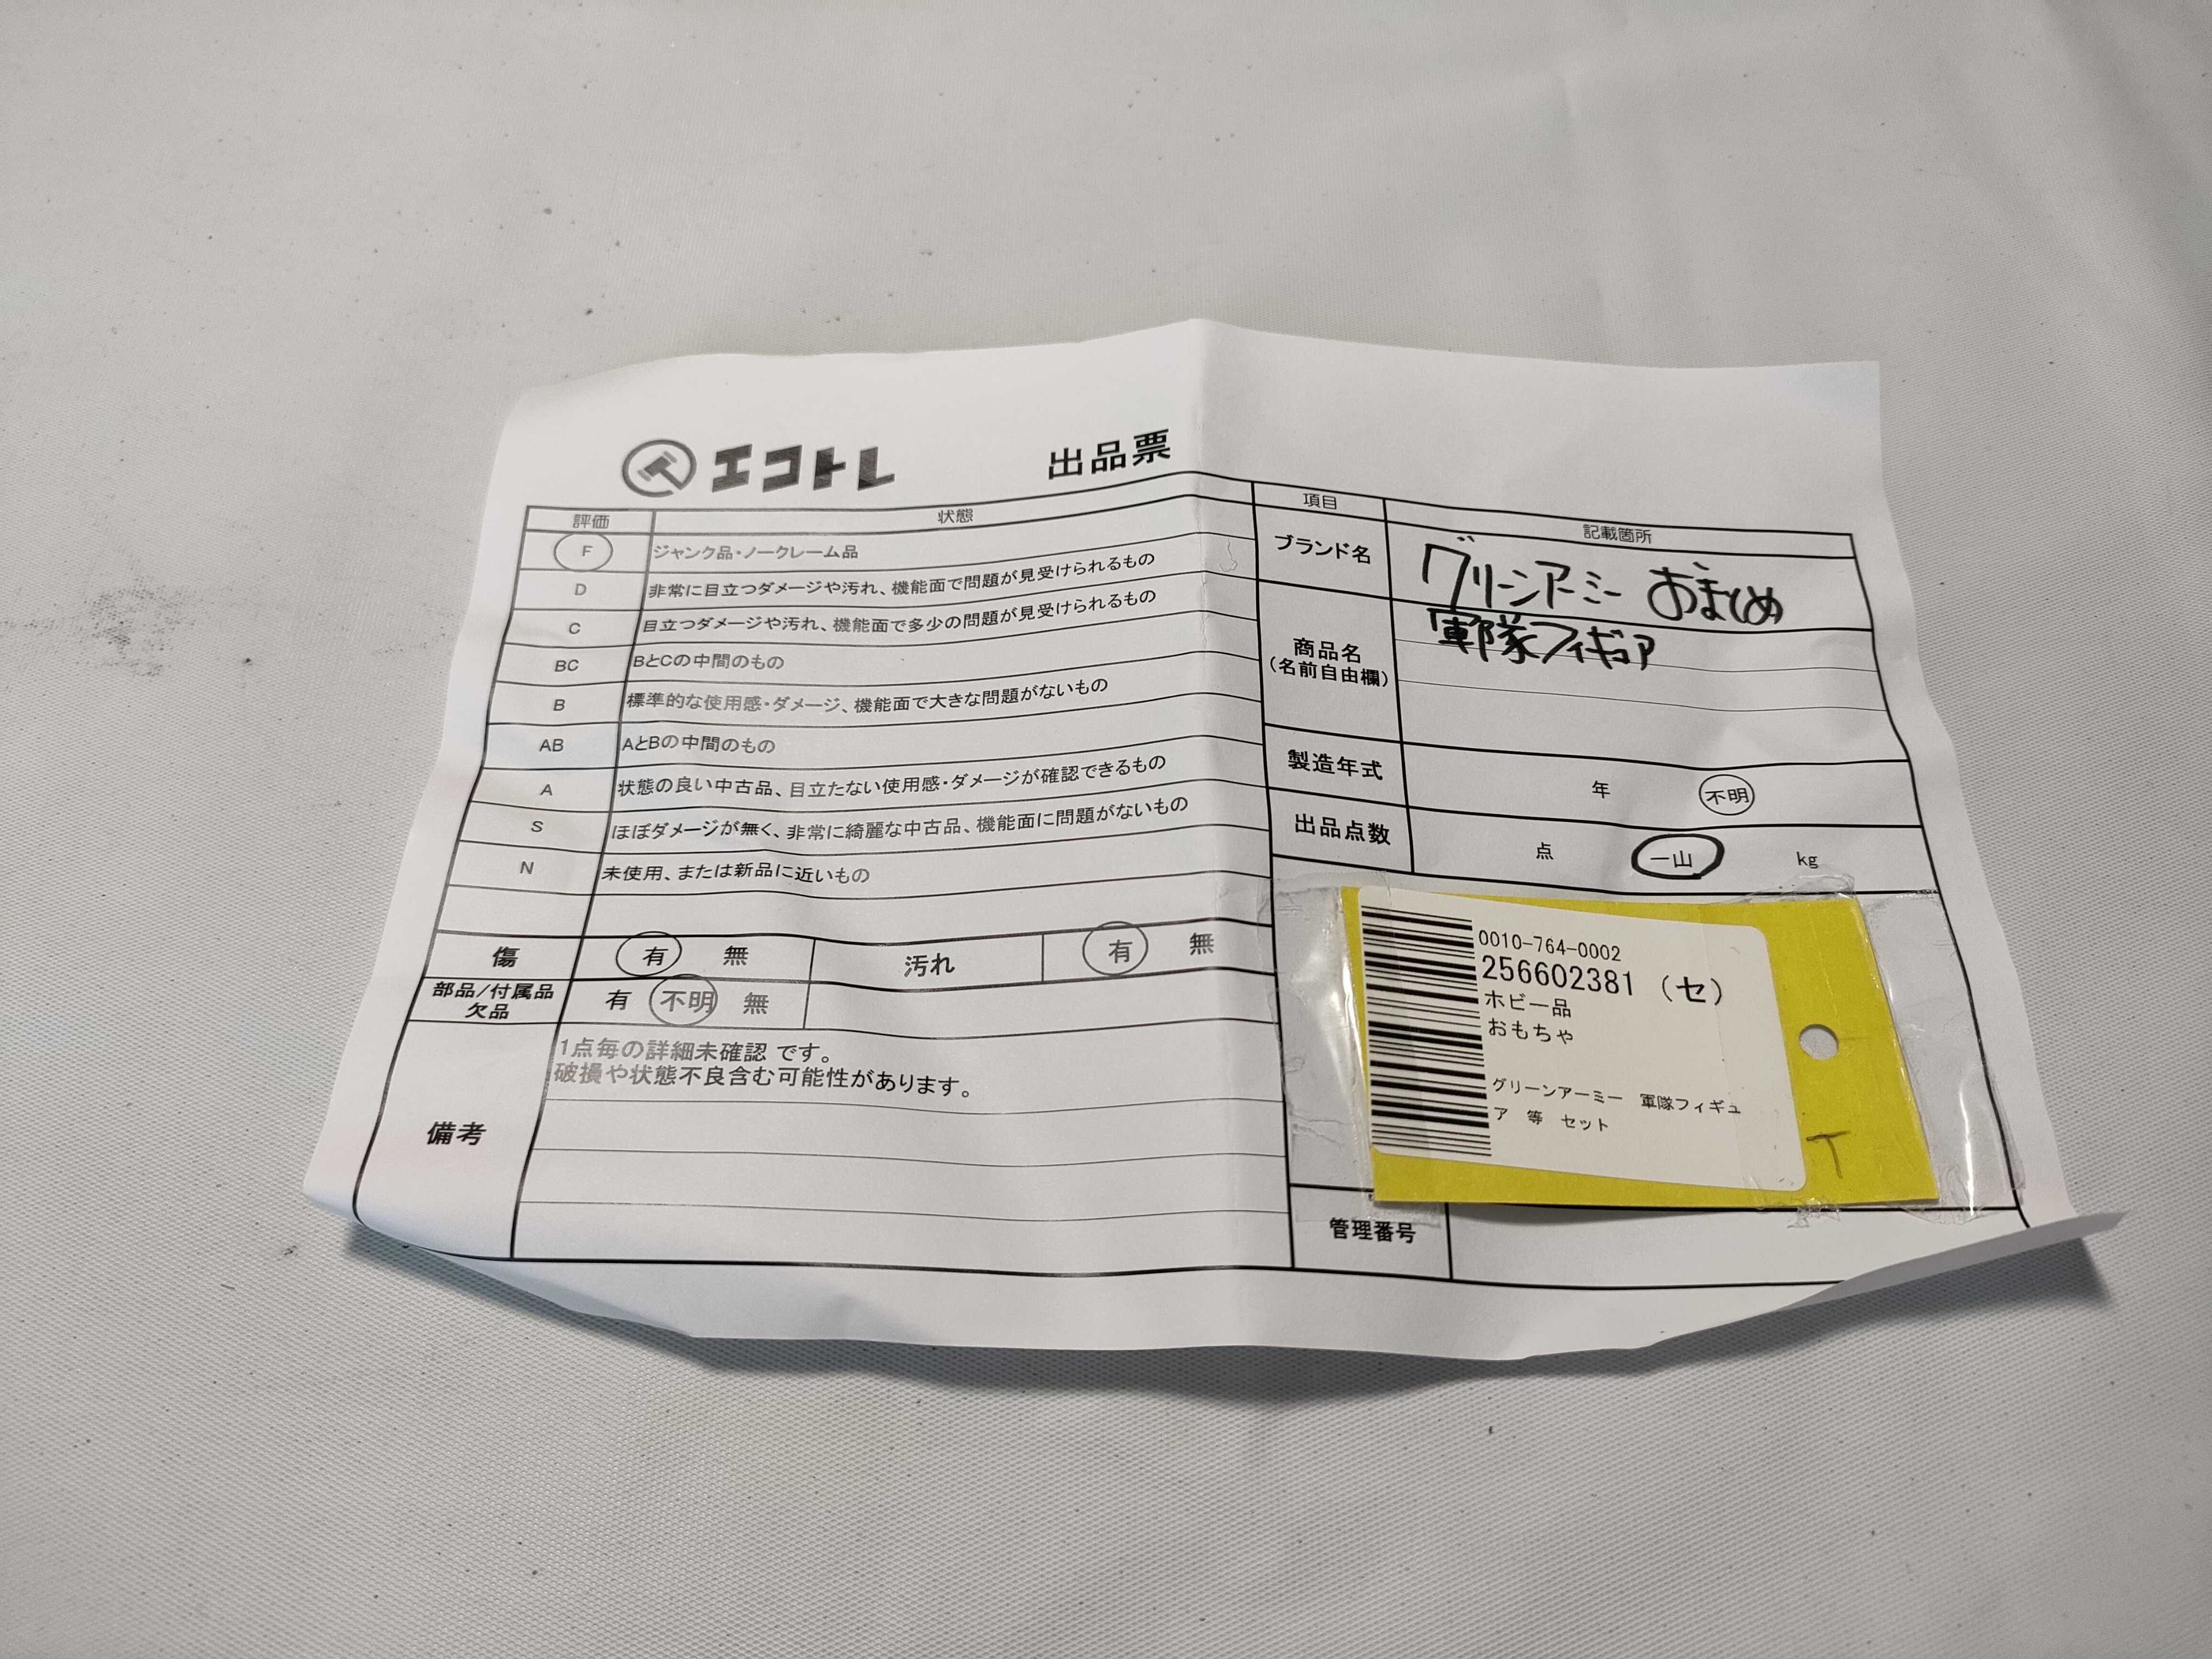 エコトレ 出品票
評価 状態
F ジャンク品・ノークレーム品
D 非常に目立つダメージや汚れ、機能面で問題が見受けられるもの
C 目立つダメージや汚れ、機能面で多少の問題が見受けられるもの
BC BとCの中間のもの
B 標準的な使用感・ダメージ、機能面で大きな問題がないもの
AB AとBの中間のもの
A 状態の良い中古品、目立たない使用感・ダメージが確認できるもの
S ほぼダメージが無く、非常に綺麗な中古品、機能面に問題がないもの
N 未使用、または新品に近いもの
傷 有 無 汚れ 有 無
部品/付属品
欠品 有 不明 無
備考
1点毎の詳細未確認 です。
破損や状態不良含む可能性があります。
項目 記載箇所
ブランド名 グリーンアーミー おまとめ
商品名
(名前自由欄)
軍隊フィギュア
製造年式 年 不明
出品点数 点 一山 kg
0010-764-0002
256602381 (セ)
ホビー品
おもちゃ
グリーンアーミー 軍隊フィギュ
ア 等 セット
T
管理番号